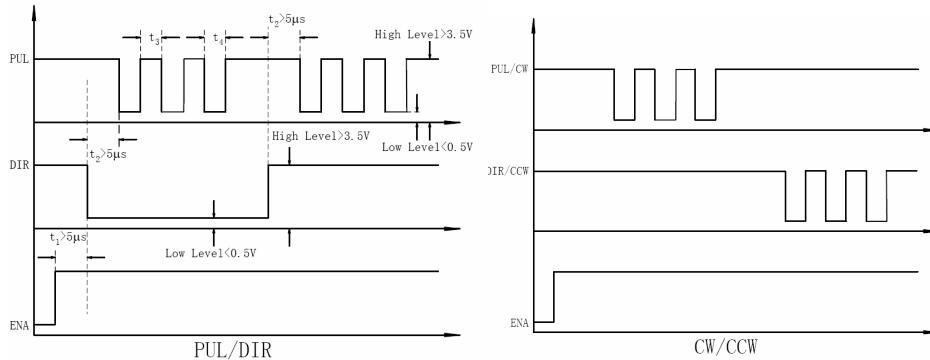 t2>5μs
t3
t4
High Level>3.5V
PUL
Low Level<0.5V
High Level>3.5V
t2>5μs
DIR
t1>5μs
Low Level<0.5V
ENA
PUL/DIR
PUL/CW
DIR/CCW
ENA
CW/CCW